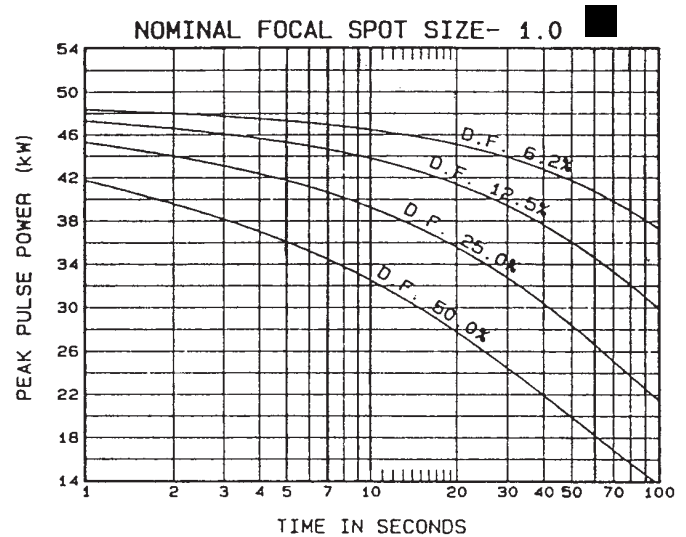 NOMINAL FOCAL SPOT SIZE- 1.0
54
50
46
42
38
34
30
26
22
18
14
PEAK PULSE POWER (kW)
D.F. 6.2%
D.F. 12.5%
D.F. 25.0%
D.F. 50.0%
1 2 3 4 5 7 10 20 30 40 50 70 100
TIME IN SECONDS